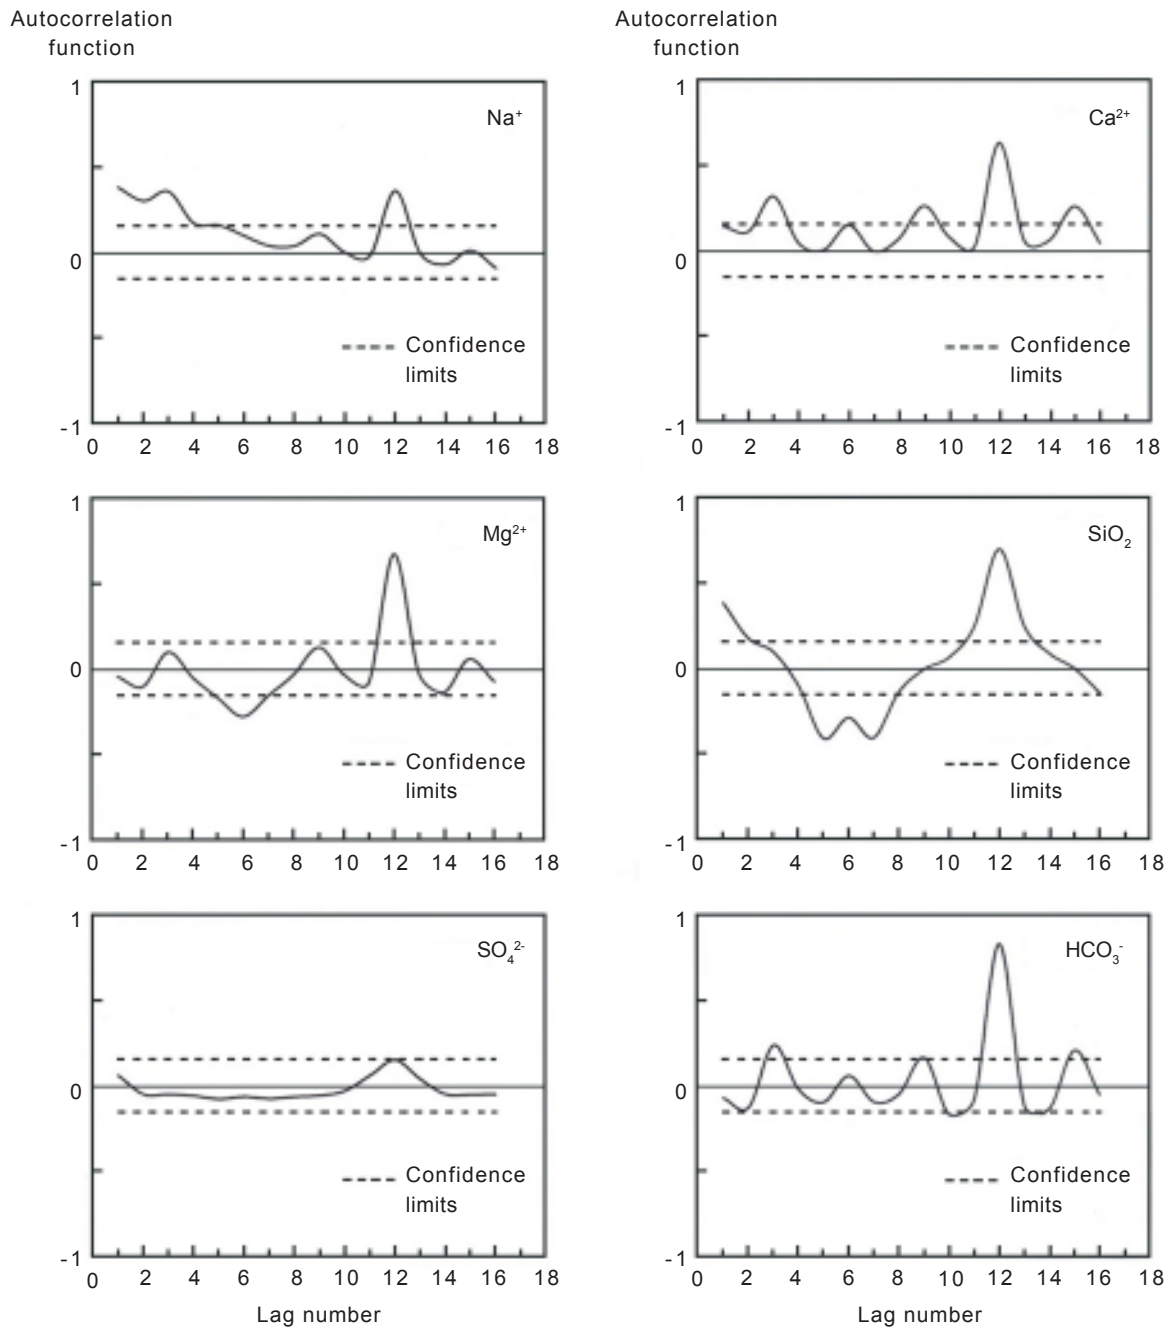 Autocorrelation
function
1
Na⁺
0
Confidence
limits
-1
0 2 4 6 8 10 12 14 16 18
Autocorrelation
function
1
Ca²⁺
0
Confidence
limits
-1
0 2 4 6 8 10 12 14 16 18
1
Mg²⁺
0
Confidence
limits
-1
0 2 4 6 8 10 12 14 16 18
1
SiO₂
0
Confidence
limits
-1
0 2 4 6 8 10 12 14 16 18
1
SO₄²⁻
0
Confidence
limits
-1
0 2 4 6 8 10 12 14 16 18
Lag number
1
HCO₃⁻
0
Confidence
limits
-1
0 2 4 6 8 10 12 14 16 18
Lag number